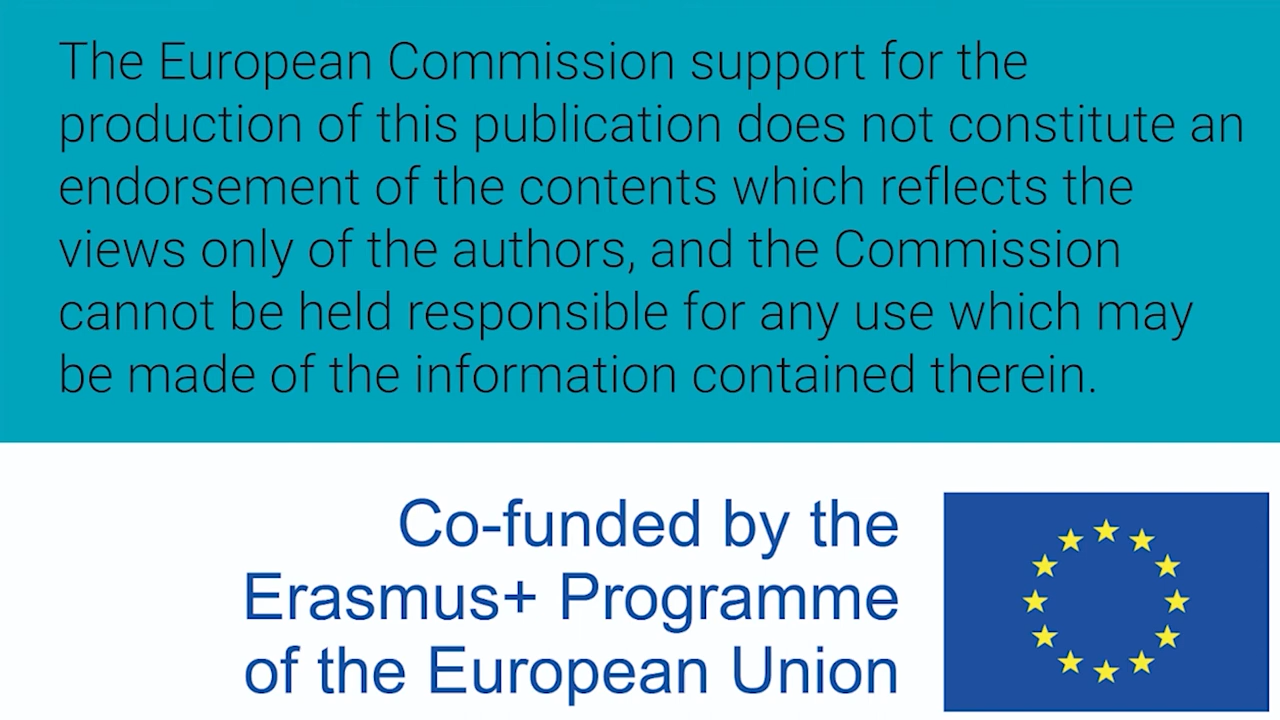 The European Commission support for the
production of this publication does not constitute an
endorsement of the contents which reflects the
views only of the authors, and the Commission
cannot be held responsible for any use which may
be made of the information contained therein.
Co-funded by the
Erasmus+ Programme
of the European Union